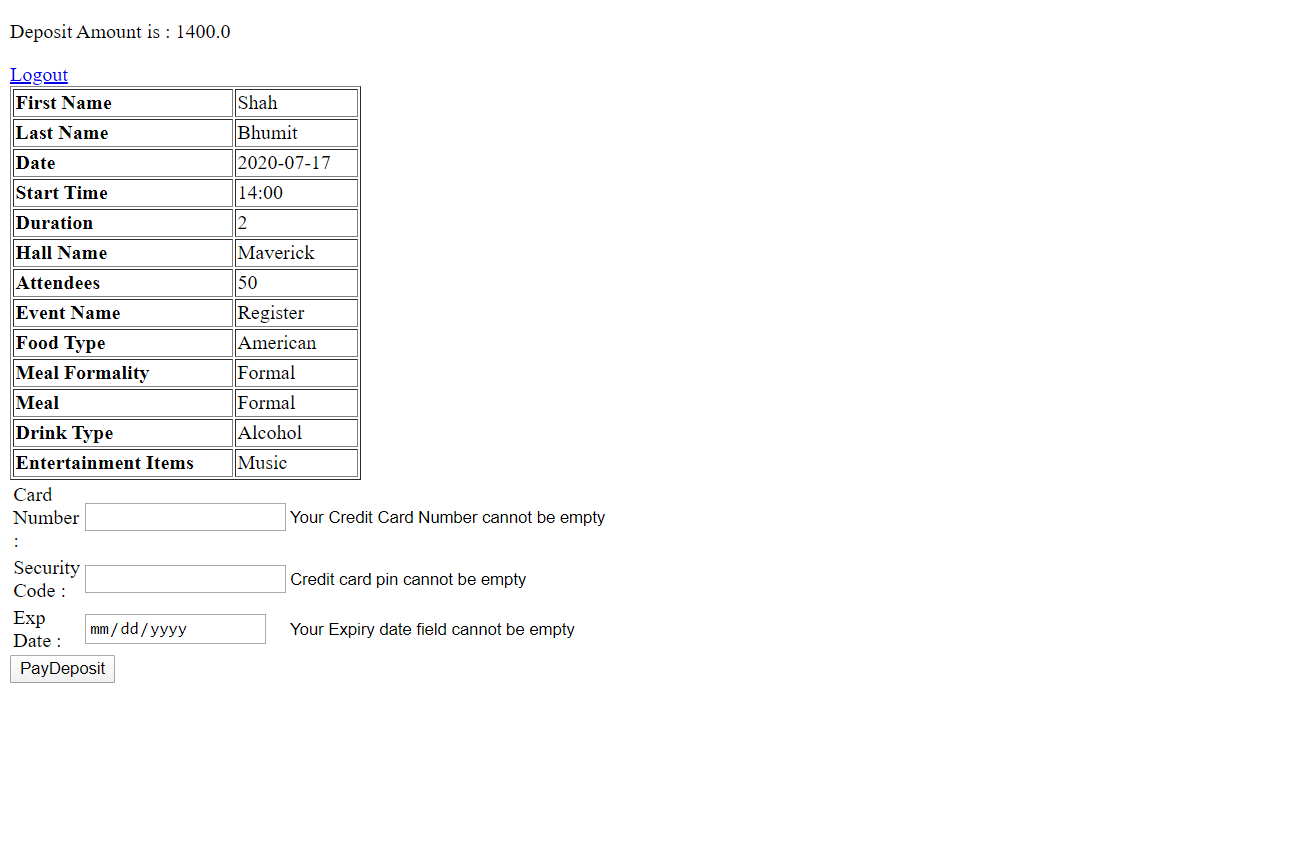 Deposit Amount is : 1400.0
Logout
First Name Shah
Last Name Bhumit
Date 2020-07-17
Start Time 14:00
Duration 2
Hall Name Maverick
Attendees 50
Event Name Register
Food Type American
Meal Formality Formal
Meal Formal
Drink Type Alcohol
Entertainment Items Music
Card
Number
:
Your Credit Card Number cannot be empty
Security
Code :
Credit card pin cannot be empty
Exp
Date :
mm/dd/yyyy
Your Expiry date field cannot be empty
PayDeposit